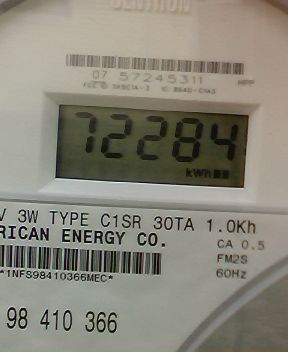 CENTRON
07 57245311
72284
kWh
V 3W TYPE C1SR 30TA 1.0Kh
RICAN ENERGY CO.
CA 0.5
FM2S
*1NFS98410366MEC*
60Hz
98 410 366